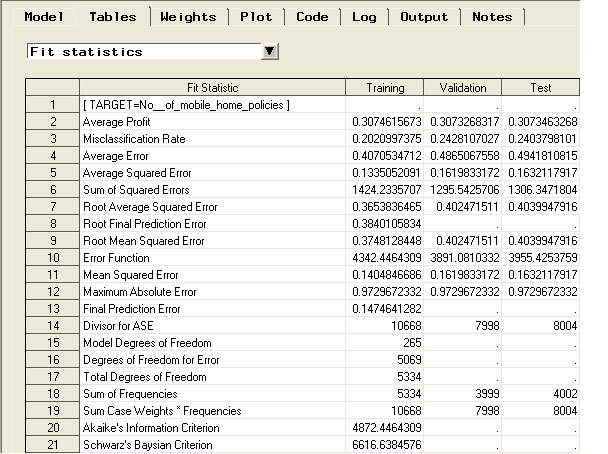 Model Tables Weights Plot Code Log Output Notes
Fit statistics
Fit Statistic Training Validation Test
1 [ TARGET=No__of_mobile_home_policies ] . . .
2 Average Profit 0.3074615673 0.3073268317 0.3073463268
3 Misclassification Rate 0.2020997375 0.2428107027 0.2403798101
4 Average Error 0.4070534712 0.4865067558 0.4941810815
5 Average Squared Error 0.1335052091 0.1619833172 0.1632117917
6 Sum of Squared Errors 1424.2335707 1295.5425706 1306.3471804
7 Root Average Squared Error 0.3653836465 0.402471511 0.4039947916
8 Root Final Prediction Error 0.3840105834 . .
9 Root Mean Squared Error 0.3748128448 0.402471511 0.4039947916
10 Error Function 4342.4464309 3891.0810332 3955.4253759
11 Mean Squared Error 0.1404846686 0.1619833172 0.1632117917
12 Maximum Absolute Error 0.9729672332 0.9729672332 0.9729672332
13 Final Prediction Error 0.1474641282 . .
14 Divisor for ASE 10668 7998 8004
15 Model Degrees of Freedom 265 . .
16 Degrees of Freedom for Error 5069 . .
17 Total Degrees of Freedom 5334 . .
18 Sum of Frequencies 5334 3999 4002
19 Sum Case Weights * Frequencies 10668 7998 8004
20 Akaike's Information Criterion 4872.4464309 . .
21 Schwarz's Baysian Criterion 6616.6384576 . .